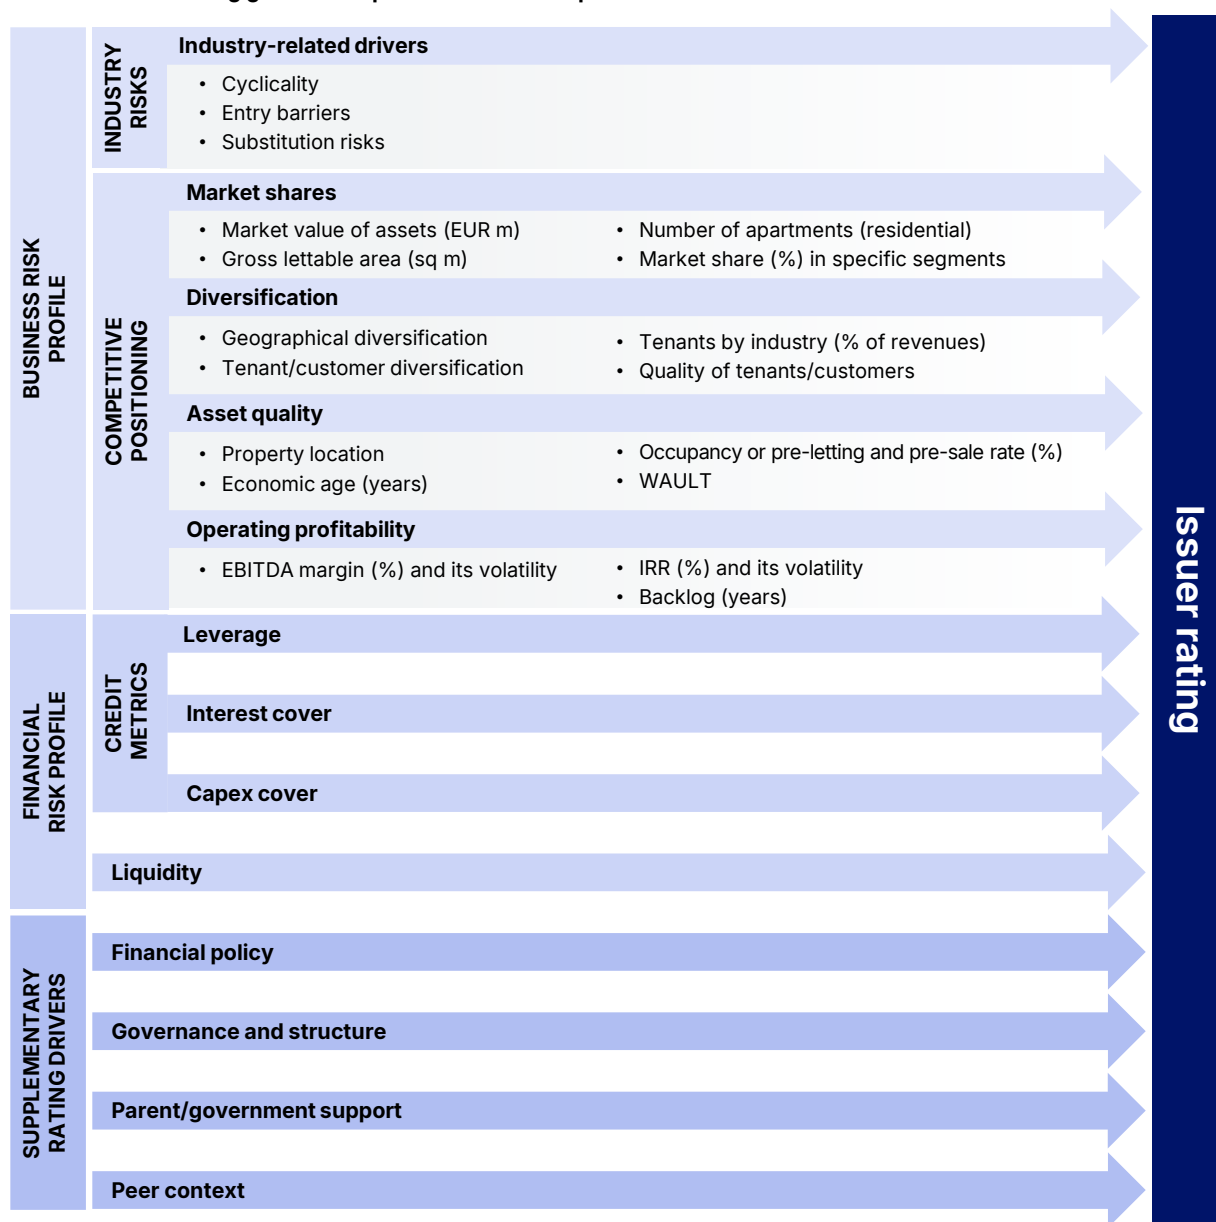 BUSINESS RISK
PROFILE
INDUSTRY
RISKS
Industry-related drivers
• Cyclicality
• Entry barriers
• Substitution risks
COMPETITIVE
POSITIONING
Market shares
• Market value of assets (EUR m)
• Gross lettable area (sq m)
• Number of apartments (residential)
• Market share (%) in specific segments
Diversification
• Geographical diversification
• Tenant/customer diversification
• Tenants by industry (% of revenues)
• Quality of tenants/customers
Asset quality
• Property location
• Economic age (years)
• Occupancy or pre-letting and pre-sale rate (%)
• WAULT
Operating profitability
• EBITDA margin (%) and its volatility
• IRR (%) and its volatility
• Backlog (years)
FINANCIAL
RISK PROFILE
CREDIT
METRICS
Leverage
Interest cover
Capex cover
Liquidity
SUPPLEMENTARY
RATING DRIVERS
Financial policy
Governance and structure
Parent/government support
Peer context
Issuer rating